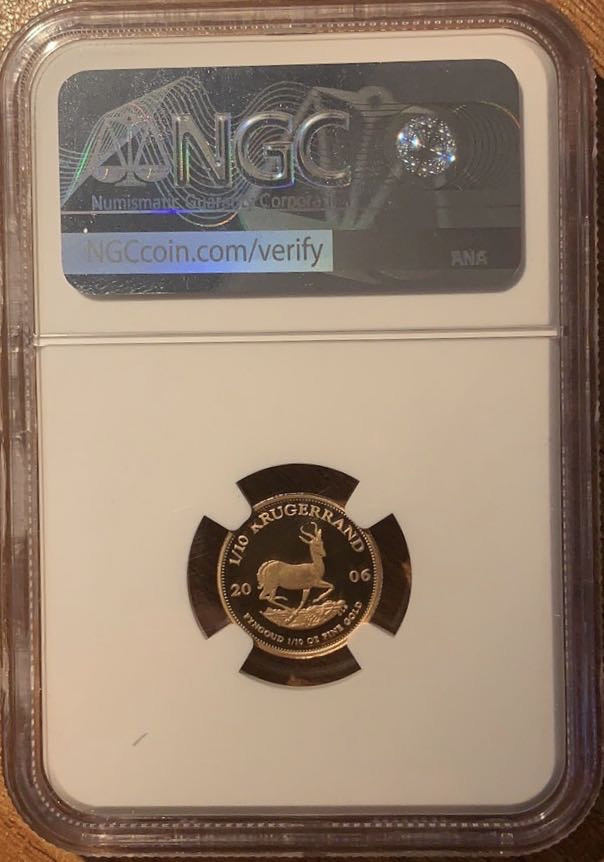 NGC
Numismatic Guaranty Corporation
NGCcoin.com/verify
ANA
1/10 KRUGERRAND
20 06
FYNGOUD 1/10 OZ FINE GOLD